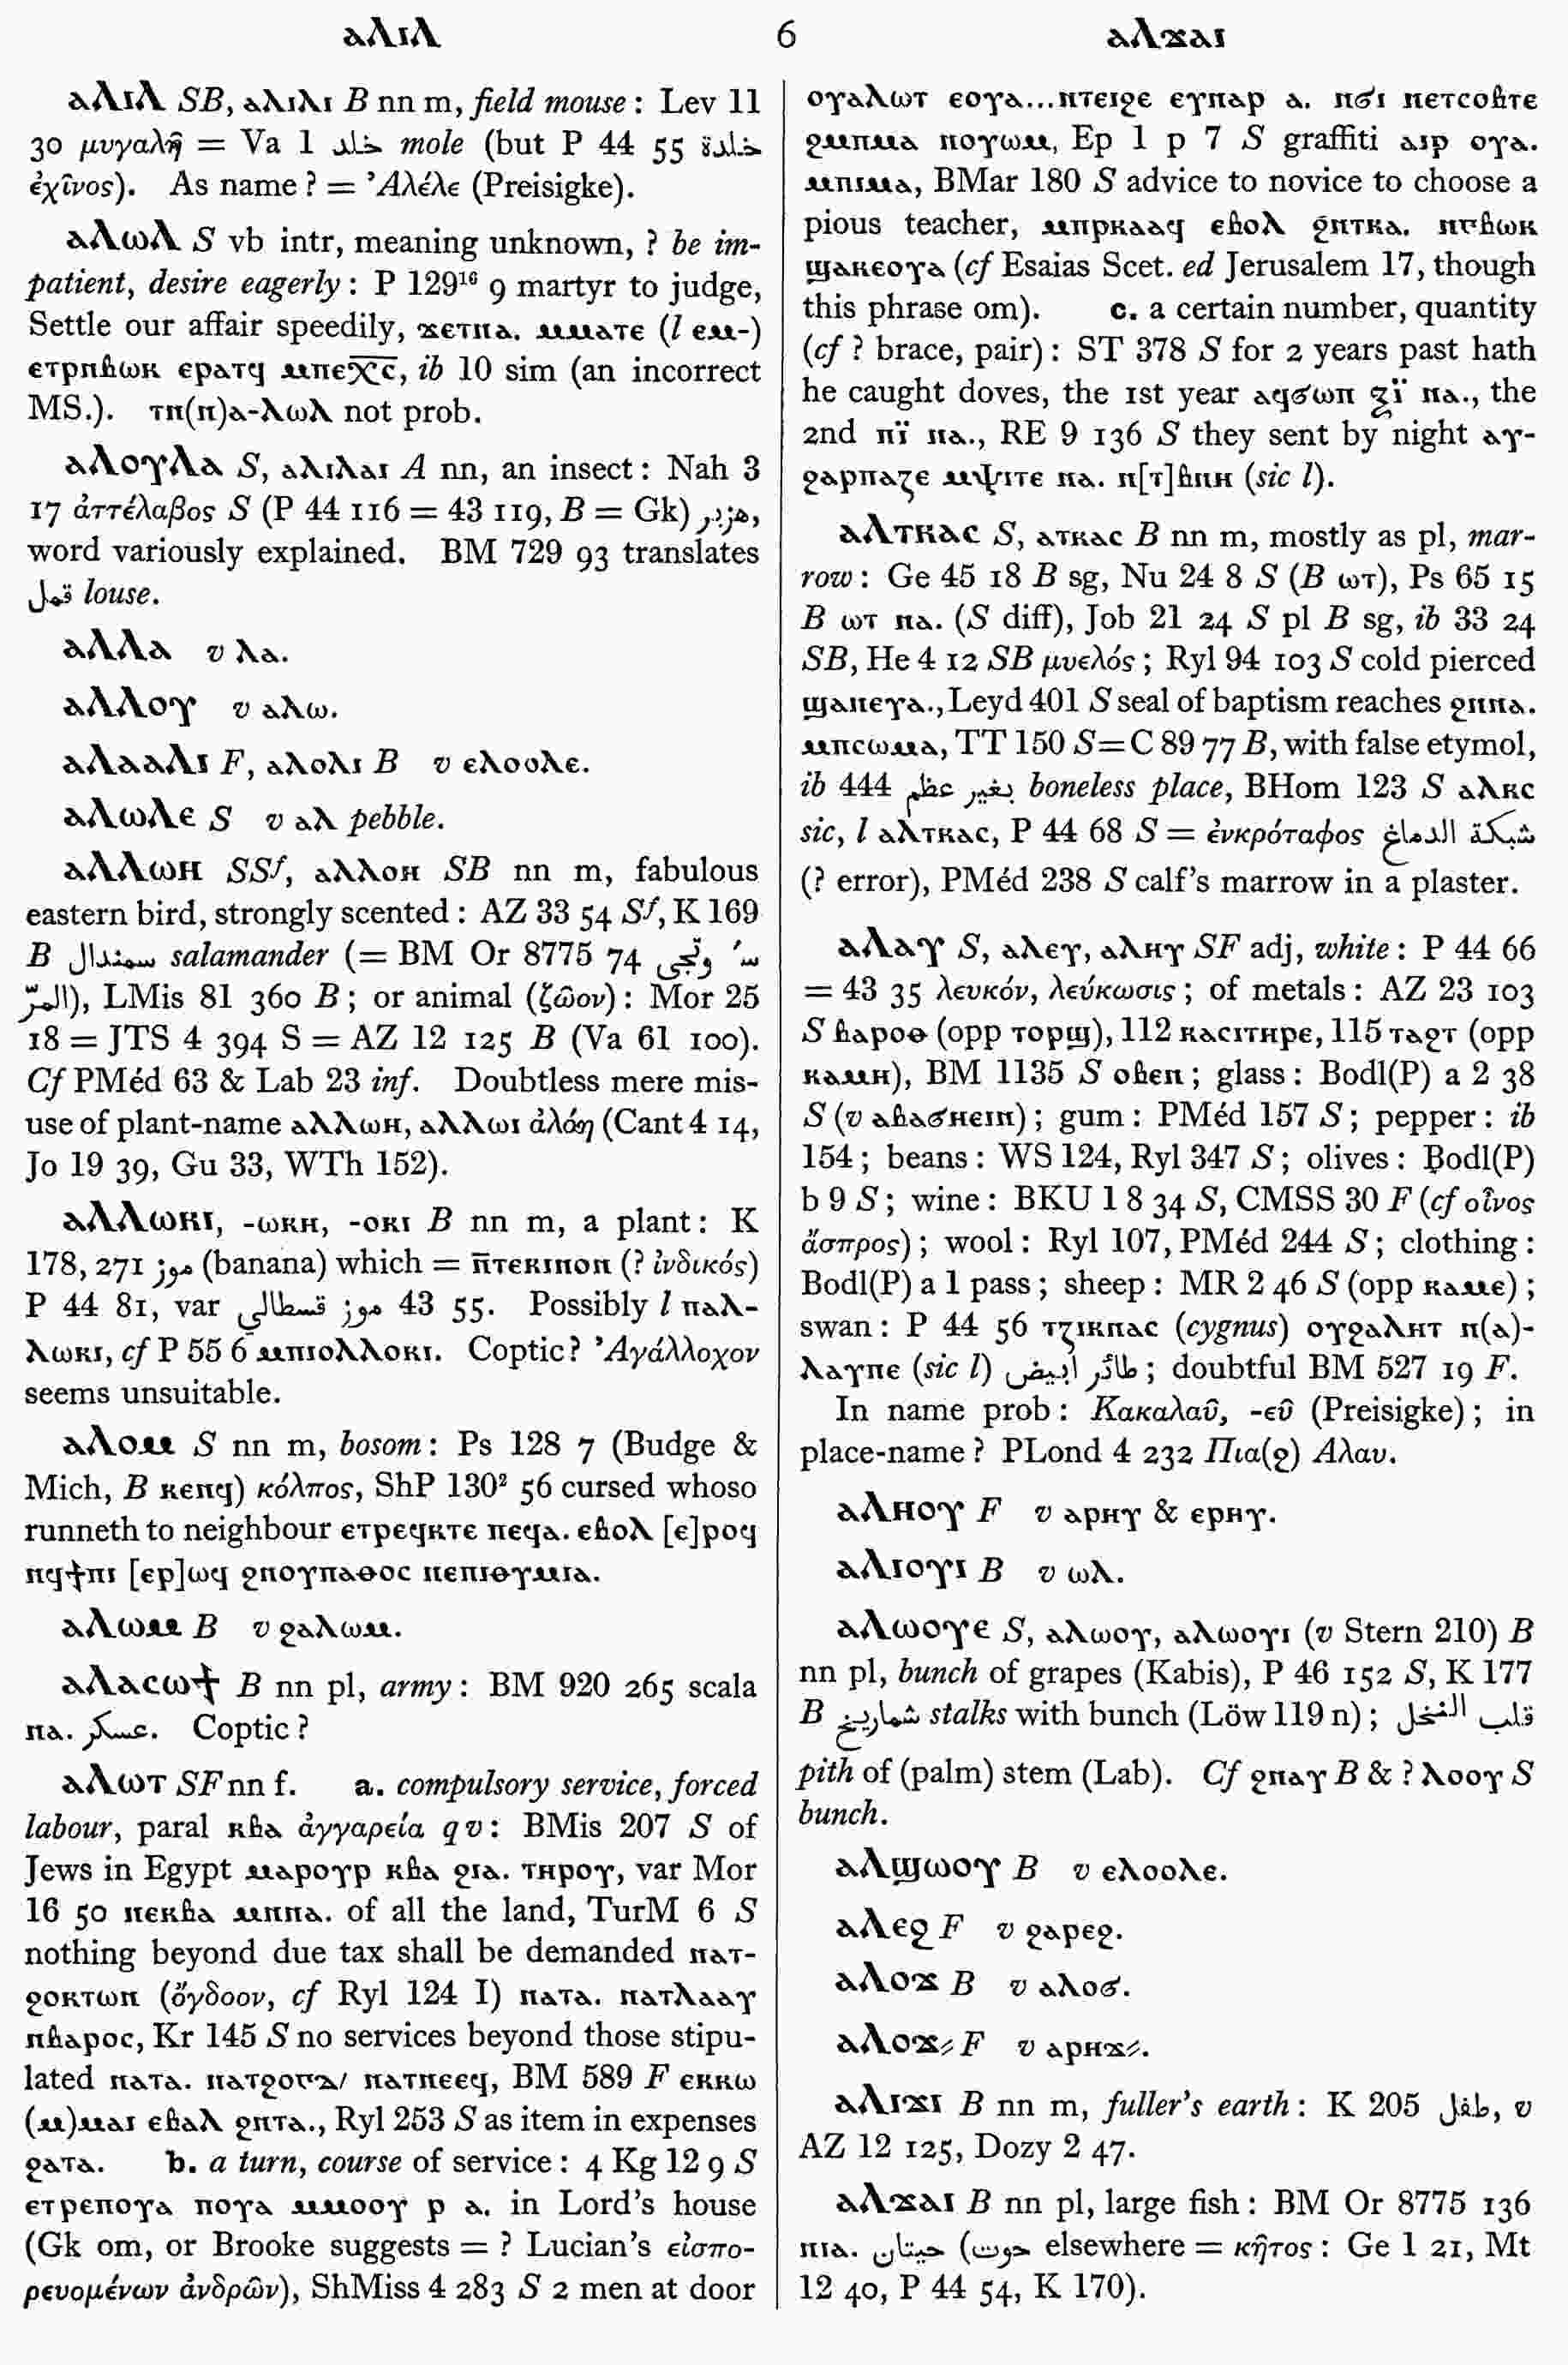 ⲁⲗⲓⲗ 6 ⲁⲗϫⲁⲓ
ⲁⲗⲓⲗ SB, ⲁⲗⲓⲗⲓ B nn m, field mouse: Lev 11
30 μυγαλῆ = Va 1 خلد mole (but P 44 55 خلدة
ἐχῖνος). As name? = Ἀλέλε (Preisigke).
ⲁⲗⲱⲗ S vb intr, meaning unknown, ? be im-
patient, desire eagerly: P 129¹⁶ 9 martyr to judge,
Settle our affair speedily, ϫⲉⲧⲛⲁ. ⲙⲙⲁⲧⲉ (l ⲉⲙ-)
ⲉⲧⲣⲛⲃⲱⲕ ⲉⲣⲁⲧϥ ⲙⲡⲉⲭ̅ⲥ̅, ib 10 sim (an incorrect
MS.). ⲧⲛ(ⲛ)ⲁ-ⲗⲱⲗ not prob.
ⲁⲗⲟⲩⲗⲁ S, ⲁⲗⲓⲗⲁⲓ A nn, an insect: Nah 3
17 ἀττέλαβος S (P 44 116 = 43 119, B = Gk)
word variously explained. BM 729 93 translates
قمل louse.
ⲁⲗⲗⲁ v ⲗⲁ.
ⲁⲗⲗⲟⲩ v ⲁⲗⲱ.
ⲁⲗⲁⲁⲗⲓ F, ⲁⲗⲟⲗⲓ B v ⲉⲗⲟⲟⲗⲉ.
ⲁⲗⲱⲗⲉ S v ⲁⲗ pebble.
ⲁⲗⲗⲱⲏ SSf, ⲁⲗⲗⲟⲏ SB nn m, fabulous
eastern bird, strongly scented: AZ 33 54 Sf, K 169
B سمندال salamander (= BM Or 8775 74
), LMis 81 360 B; or animal (ζῶον): Mor 25
18 = JTS 4 394 S = AZ 12 125 B (Va 61 100).
Cf PMéd 63 & Lab 23 inf. Doubtless mere mis-
use of plant-name ⲁⲗⲗⲱⲏ, ⲁⲗⲗⲱⲓ ἀλόη (Cant 4 14,
Jo 19 39, Gu 33, WTh 152).
ⲁⲗⲗⲱⲕⲓ, -ⲱⲕⲏ, -ⲟⲕⲓ B nn m, a plant: K
178, 271 موز (banana) which = ⲛ̄ⲧⲉⲕⲓⲛⲟⲛ (? ἰνδικός)
P 44 81, var موز قسطالى 43 55. Possibly l ⲡⲁⲗ-
ⲗⲱⲕⲓ, cf P 55 6 ⲙⲡⲓⲟⲗⲗⲟⲕⲓ. Coptic? Ἀγάλλοχον
seems unsuitable.
ⲁⲗⲟⲙ S nn m, bosom: Ps 128 7 (Budge &
Mich, B ⲕⲉⲛϥ) κόλπος, ShP 130² 56 cursed whoso
runneth to neighbour ⲉⲧⲣⲉϥⲕⲧⲉ ⲡⲉϥⲁ. ⲉⲃⲟⲗ [ⲉ]ⲣⲟϥ
ⲛϥϯⲡⲓ [ⲉⲣ]ⲱϥ ϩⲛⲟⲩⲡⲁⲑⲟⲥ ⲛⲉⲡⲓⲑⲩⲙⲓⲁ.
ⲁⲗⲱⲙ B v ϩⲁⲗⲱⲙ.
ⲁⲗⲁⲥⲱϯ B nn pl, army: BM 920 265 scala
ⲛⲁ. عسكر. Coptic?
ⲁⲗⲱⲧ SF nn f. a. compulsory service, forced
labour, paral ⲕⲃⲁ ἀγγαρεία q v: BMis 207 S of
Jews in Egypt ⲙⲁⲣⲟⲩⲣ ⲕⲃⲁ ϩⲓⲁ. ⲧⲏⲣⲟⲩ, var Mor
16 50 ⲡⲉⲕⲃⲁ ⲙⲛⲛⲁ. of all the land, TurM 6 S
nothing beyond due tax shall be demanded ⲛⲁⲧ-
ϩⲟⲕⲧⲱⲛ (ὄγδοον, cf Ryl 124 I) ⲛⲁⲧⲁ. ⲛⲁⲧⲗⲁⲁⲩ
ⲛⲃⲁⲣⲟⲥ, Kr 145 S no services beyond those stipu-
lated ⲛⲁⲧⲁ. ⲛⲁⲧϩⲟⲩⲇ/ ⲛⲁⲧⲡⲉⲉϥ, BM 589 F ⲉⲕⲕⲱ
(ⲙ)ⲙⲁⲓ ⲉⲃⲁⲗ ϩⲛⲧⲁ., Ryl 253 S as item in expenses
ϩⲁⲧⲁ. b. a turn, course of service: 4 Kg 12 9 S
ⲉⲧⲣⲉⲡⲟⲩⲁ ⲡⲟⲩⲁ ⲙⲙⲟⲟⲩ ⲣ ⲁ. in Lord's house
(Gk om, or Brooke suggests = ? Lucian's εἰσπο-
ρευομένων ἀνδρῶν), ShMiss 4 283 S 2 men at door
ⲟⲩⲁⲗⲱⲧ ⲉⲟⲩⲁ...ⲛⲧⲉⲓϩⲉ ⲉⲩⲛⲁⲣ ⲁ. ⲛϭⲓ ⲛⲉⲧⲥⲟⲃⲧⲉ
ϩⲙⲡⲙⲁ ⲛⲟⲩⲱⲙ, Ep 1 p 7 S graffiti ⲁⲓⲣ ⲟⲩⲁ.
ⲙⲡⲓⲙⲁ, BMar 180 S advice to novice to choose a
pious teacher, ⲙⲡⲣⲕⲁⲁϥ ⲉⲃⲟⲗ ϩⲛⲧⲕⲁ. ⲛⲅⲃⲱⲕ
ϣⲁⲕⲉⲟⲩⲁ (cf Esaias Scet. ed Jerusalem 17, though
this phrase om). c. a certain number, quantity
(cf ? brace, pair): ST 378 S for 2 years past hath
he caught doves, the 1st year ⲁϥϭⲱⲡ ⲝ̄ⲓ̈ ⲛⲁ., the
2nd ⲡⲓ̈ ⲛⲁ., RE 9 136 S they sent by night ⲁⲩ-
ϩⲁⲣⲡⲁⲍⲉ ⲙⲯⲓⲧⲉ ⲛⲁ. ⲛ[ⲧ]ⲃⲛⲏ (sic l).
ⲁⲗⲧⲕⲁⲥ S, ⲁⲧⲕⲁⲥ B nn m, mostly as pl, mar-
row: Ge 45 18 B sg, Nu 24 8 S (B ⲱⲧ), Ps 65 15
B ⲱⲧ ⲛⲁ. (S diff), Job 21 24 S pl B sg, ib 33 24
SB, He 4 12 SB μυελός; Ryl 94 103 S cold pierced
ϣⲁⲛⲉⲩⲁ., Leyd 401 S seal of baptism reaches ϩⲛⲛⲁ.
ⲙⲡⲥⲱⲙⲁ, TT 150 S=C 89 77 B, with false etymol,
ib 444 بغير عظم boneless place, BHom 123 S ⲁⲗⲕⲥ
sic, l ⲁⲗⲧⲕⲁⲥ, P 44 68 S = ἐνκρόταφος شبكة الدماغ
(? error), PMéd 238 S calf's marrow in a plaster.
ⲁⲗⲁⲩ S, ⲁⲗⲉⲩ, ⲁⲗⲏⲩ SF adj, white: P 44 66
= 43 35 λευκόν, λεύκωσις; of metals: AZ 23 103
S ⲃⲁⲣⲟⲑ (opp ⲧⲟⲣϣ), 112 ⲕⲁⲥⲓⲧⲏⲣⲉ, 115 ⲧⲁϩⲧ (opp
ⲕⲁⲙⲏ), BM 1135 S ⲟⲃⲉⲛ; glass: Bodl(P) a 2 38
S (v ⲁⲃⲁϭⲏⲉⲓⲛ); gum: PMéd 157 S; pepper: ib
154; beans: WS 124, Ryl 347 S; olives: Bodl(P)
b 9 S; wine: BKU 1 8 34 S, CMSS 30 F (cf οἶνος
ἄσπρος); wool: Ryl 107, PMéd 244 S; clothing:
Bodl(P) a 1 pass; sheep: MR 2 46 S (opp ⲕⲁⲙⲉ);
swan: P 44 56 ⲧⲍⲓⲕⲛⲁⲥ (cygnus) ⲟⲩϩⲁⲗⲏⲧ ⲛ(ⲁ)-
ⲗⲁⲩⲡⲉ (sic l) طائر ابيض; doubtful BM 527 19 F.
In name prob: Κακαλαῦ, -εῦ (Preisigke); in
place-name? PLond 4 232 Πια(ϩ) Αλαυ.
ⲁⲗⲏⲟⲩ F v ⲁⲣⲏⲩ & ⲉⲣⲏⲩ.
ⲁⲗⲓⲟⲩⲓ B v ⲱⲗ.
ⲁⲗⲱⲟⲩⲉ S, ⲁⲗⲱⲟⲩ, ⲁⲗⲱⲟⲩⲓ (v Stern 210) B
nn pl, bunch of grapes (Kabis), P 46 152 S, K 177
B شماريخ stalks with bunch (Löw 119 n); قلب النخل
pith of (palm) stem (Lab). Cf ϩⲛⲁⲩ B & ? ⲗⲟⲟⲩ S
bunch.
ⲁⲗϣⲱⲟⲩ B v ⲉⲗⲟⲟⲗⲉ.
ⲁⲗⲉϩ F v ϩⲁⲣⲉϩ.
ⲁⲗⲟϫ B v ⲁⲗⲟϭ.
ⲁⲗⲟϫ⸗ F v ⲁⲣⲏϫ⸗.
ⲁⲗⲓϫⲓ B nn m, fuller's earth: K 205 طفل, v
AZ 12 125, Dozy 2 47.
ⲁⲗϫⲁⲓ B nn pl, large fish: BM Or 8775 136
ⲛⲓⲁ. حيتان (حوت elsewhere = κῆτος: Ge 1 21, Mt
12 40, P 44 54, K 170).